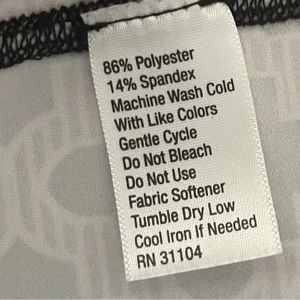 86% Polyester
14% Spandex
Machine Wash Cold
With Like Colors
Gentle Cycle
Do Not Bleach
Do Not Use
Fabric Softener
Tumble Dry Low
Cool Iron If Needed
RN 31104